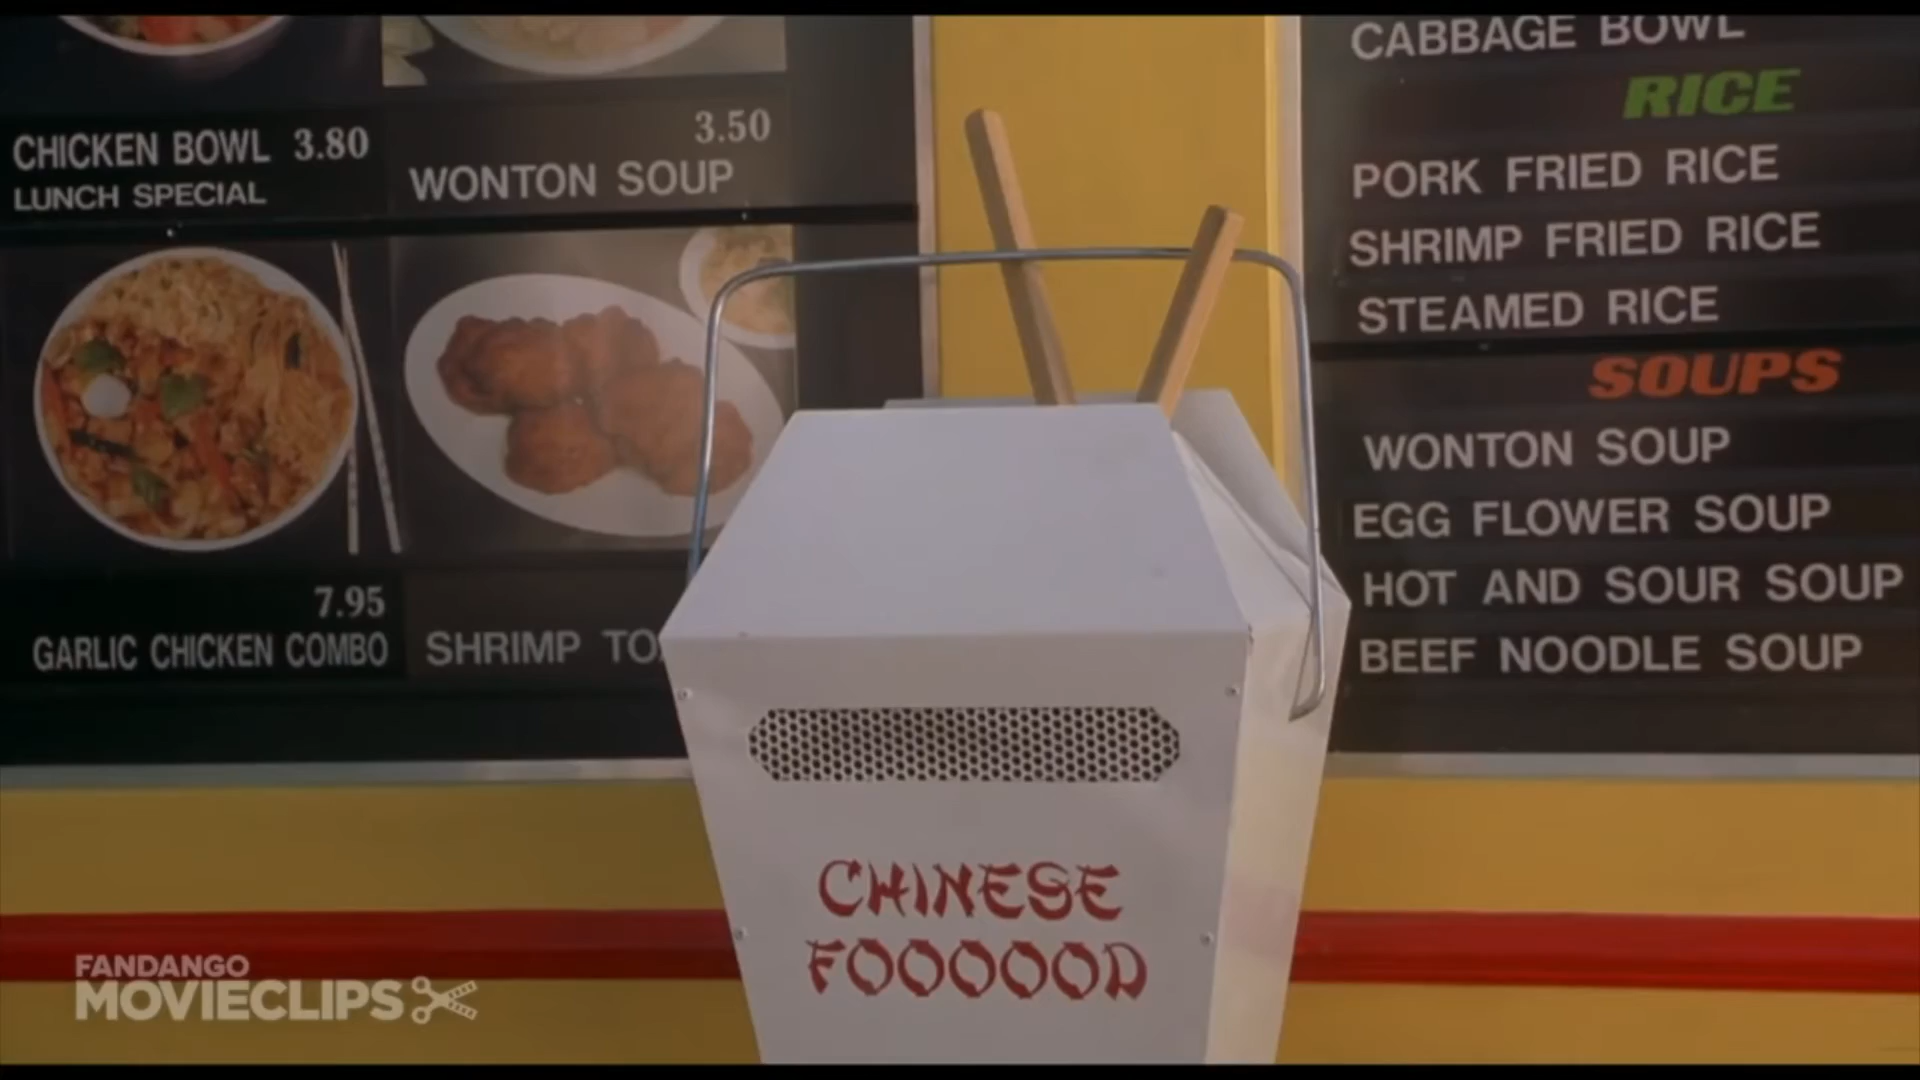 CHICKEN BOWL 3.80
LUNCH SPECIAL
3.50
WONTON SOUP
7.95
GARLIC CHICKEN COMBO
SHRIMP
CABBAGE BOWL
RICE
PORK FRIED RICE
SHRIMP FRIED RICE
STEAMED RICE
SOUPS
WONTON SOUP
EGG FLOWER SOUP
HOT AND SOUR SOUP
BEEF NOODLE SOUP
CHINESE
FOOOOOD
FANDANGO
MOVIECLIPS